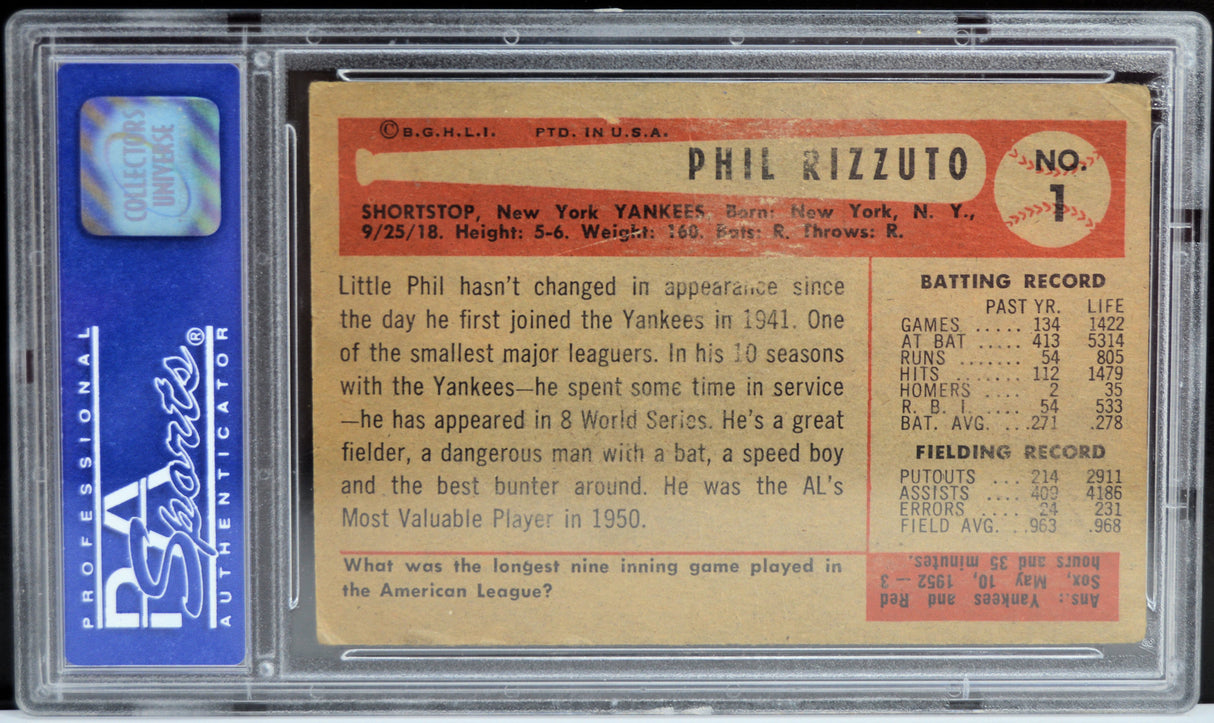 COLLECTORS
UNIVERSE
PROFESSIONAL
PSA
Sports®
AUTHENTICATOR
© B.G.H.L.I. PTD. IN U.S.A.
PHIL RIZZUTO
NO.
1
SHORTSTOP, New York YANKEES Born: New York, N. Y.,
9/25/18. Height: 5-6. Weight: 160. Bats: R. Throws: R.
Little Phil hasn't changed in appearance since
the day he first joined the Yankees in 1941. One
of the smallest major leaguers. In his 10 seasons
with the Yankees—he spent some time in service
—he has appeared in 8 World Series. He's a great
fielder, a dangerous man with a bat, a speed boy
and the best bunter around. He was the AL's
Most Valuable Player in 1950.
What was the longest nine inning game played in
the American League?
BATTING RECORD
PAST YR. LIFE
GAMES ..... 134 1422
AT BAT ..... 413 5314
RUNS ....... 54 805
HITS ....... 112 1479
HOMERS .... 2 35
R. B. I. .... 54 533
BAT. AVG. ...271 .278
FIELDING RECORD
PUTOUTS ... 214 2911
ASSISTS .... 409 4186
ERRORS .... 24 231
FIELD AVG. ..963 .968
Ans.: Yankees and Red
Sox, May 10, 1952 — 3
hours and 35 minutes.